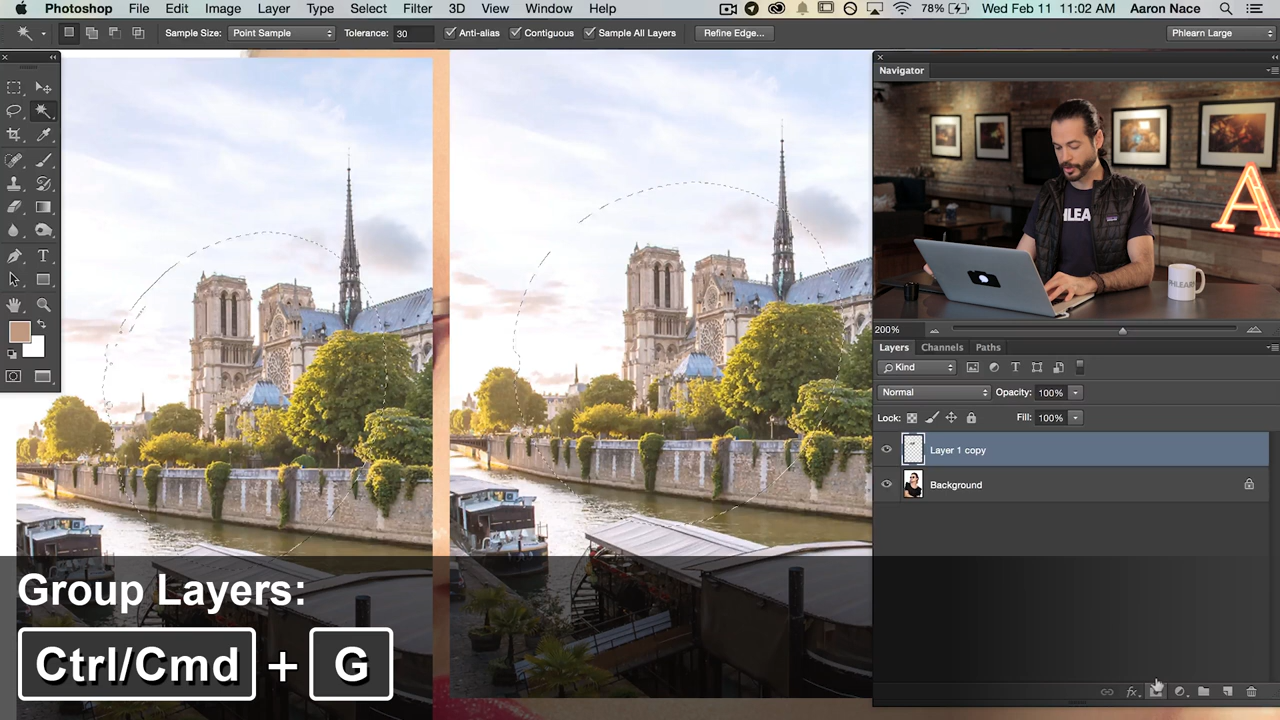 Photoshop File Edit Image Layer Type Select Filter 3D View Window Help 78% Wed Feb 11 11:02 AM Aaron Nace
Sample Size: Point Sample Tolerance: 30 Anti-alias Contiguous Sample All Layers Refine Edge... Phlearn Large
Navigator
HLEA
A
HLEARN
200%
Layers Channels Paths
Kind
Normal Opacity: 100%
Lock: Fill: 100%
Layer 1 copy
Background
fx
Group Layers:
Ctrl/Cmd + G